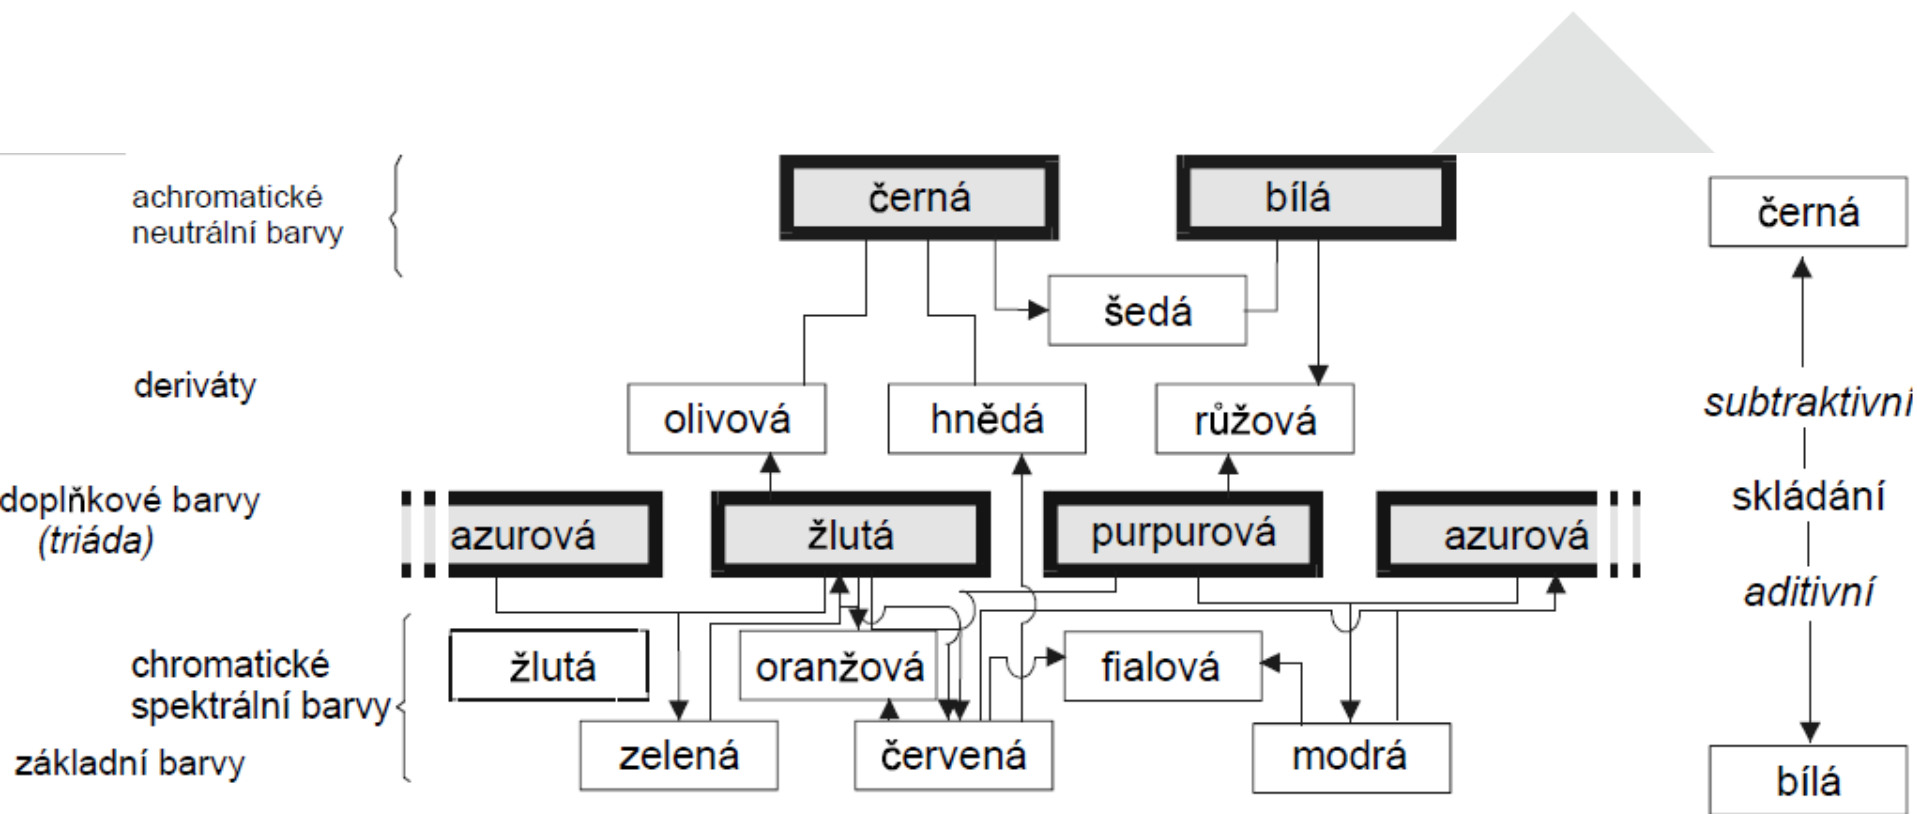 achromatické
neutrální barvy
černá
bílá
černá
šedá
deriváty
olivová
hnědá
růžová
subtraktivní
doplňkové barvy
(triáda)
azurová
žlutá
purpurová
azurová
skládání
aditivní
chromatické
spektrální barvy
žlutá
oranžová
fialová
základní barvy
zelená
červená
modrá
bílá